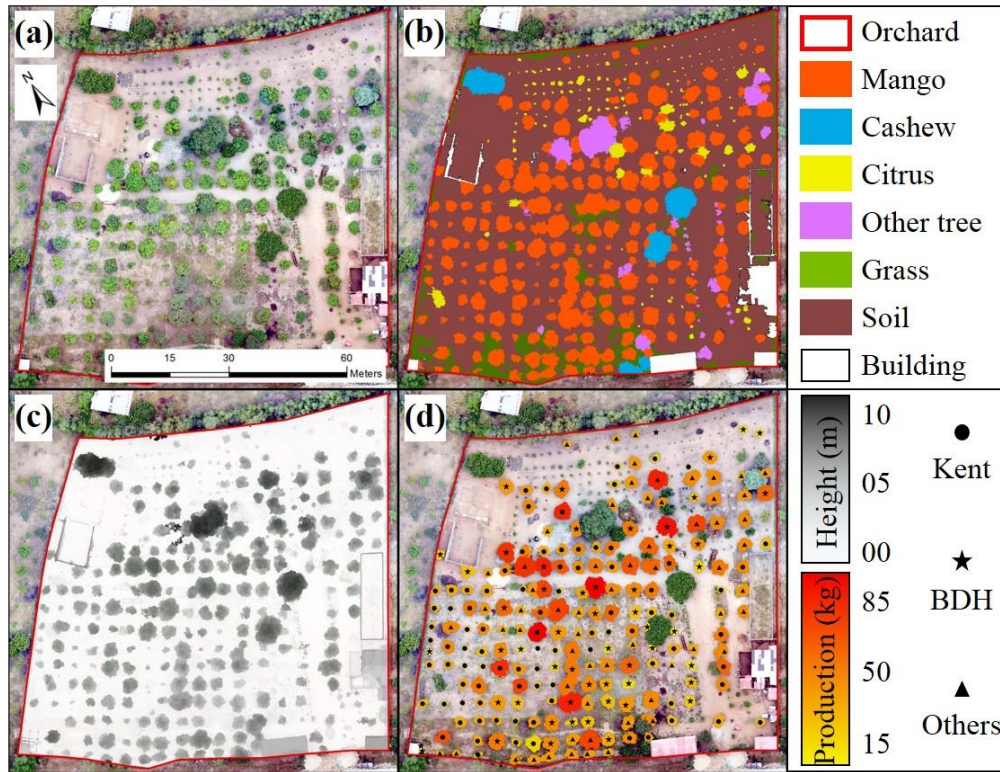 (a)
N
0 15 30 60
Meters
(b)
Orchard
Mango
Cashew
Citrus
Other tree
Grass
Soil
Building
(c)
(d)
Height (m)
10
05
00
Production (kg)
85
50
15
Kent
BDH
Others